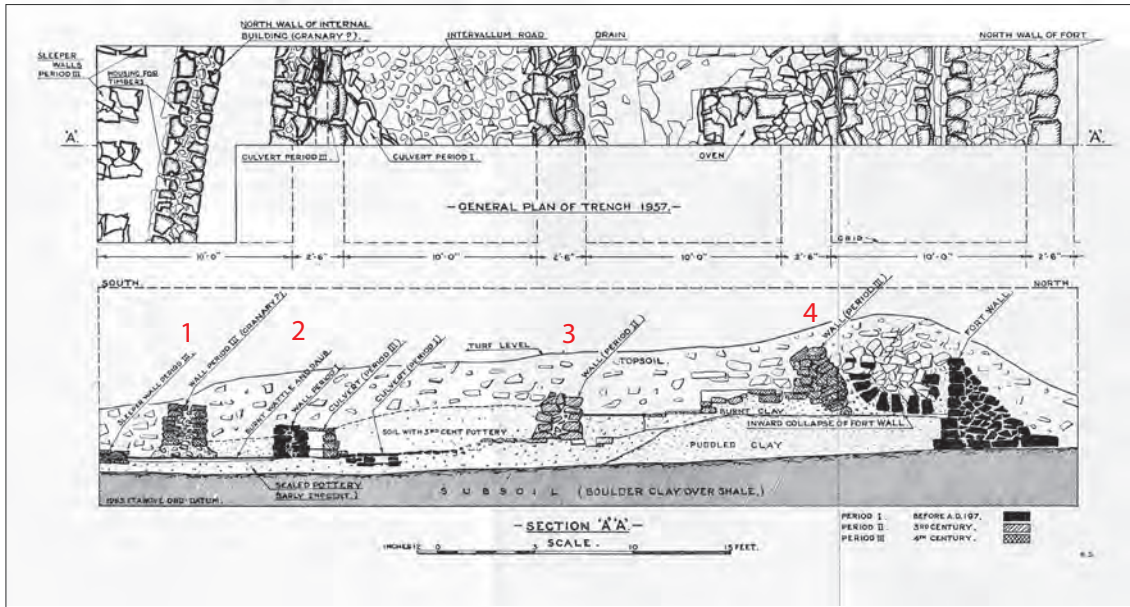 SLEEPER
WALLS
PERIOD III
HOUSING FOR
TIMBERS
NORTH WALL OF INTERNAL
BUILDING (GRANARY ?).
INTERVALLUM ROAD
DRAIN
NORTH WALL OF FORT
'A'.
'A'.
CULVERT PERIOD III.
CULVERT PERIOD I.
OVEN
—GENERAL PLAN OF TRENCH 1957.—
GRID
10'-0"
2'-6"
10'-0"
2'-6"
10'-0"
2'-6"
10'-0"
2'-6"
SOUTH.
NORTH
1
2
3
4
SLEEPER WALL PERIOD III.
WALL PERIOD III (GRANARY ?).
BURNT WATTLE AND DAUB.
WALL PERIOD I
CULVERT (PERIOD III)
CULVERT (PERIOD I)
TURF LEVEL
WALL (PERIOD II)
TOPSOIL.
WALL (PERIOD III)
FORT WALL.
SOIL WITH 3RD CENT POTTERY
BURNT CLAY
INWARD COLLAPSE OF FORT WALL
PUDDLED CLAY
SEALED POTTERY
ORD. DATUM.
SUBSOIL (BOULDER CLAY OVER SHALE.)
—SECTION 'A'A'.—
SCALE.
(INCHES) 0 5 10 15 FEET.
PERIOD I. BEFORE A.D. 197.
PERIOD II 3RD CENTURY.
PERIOD III 4TH CENTURY.